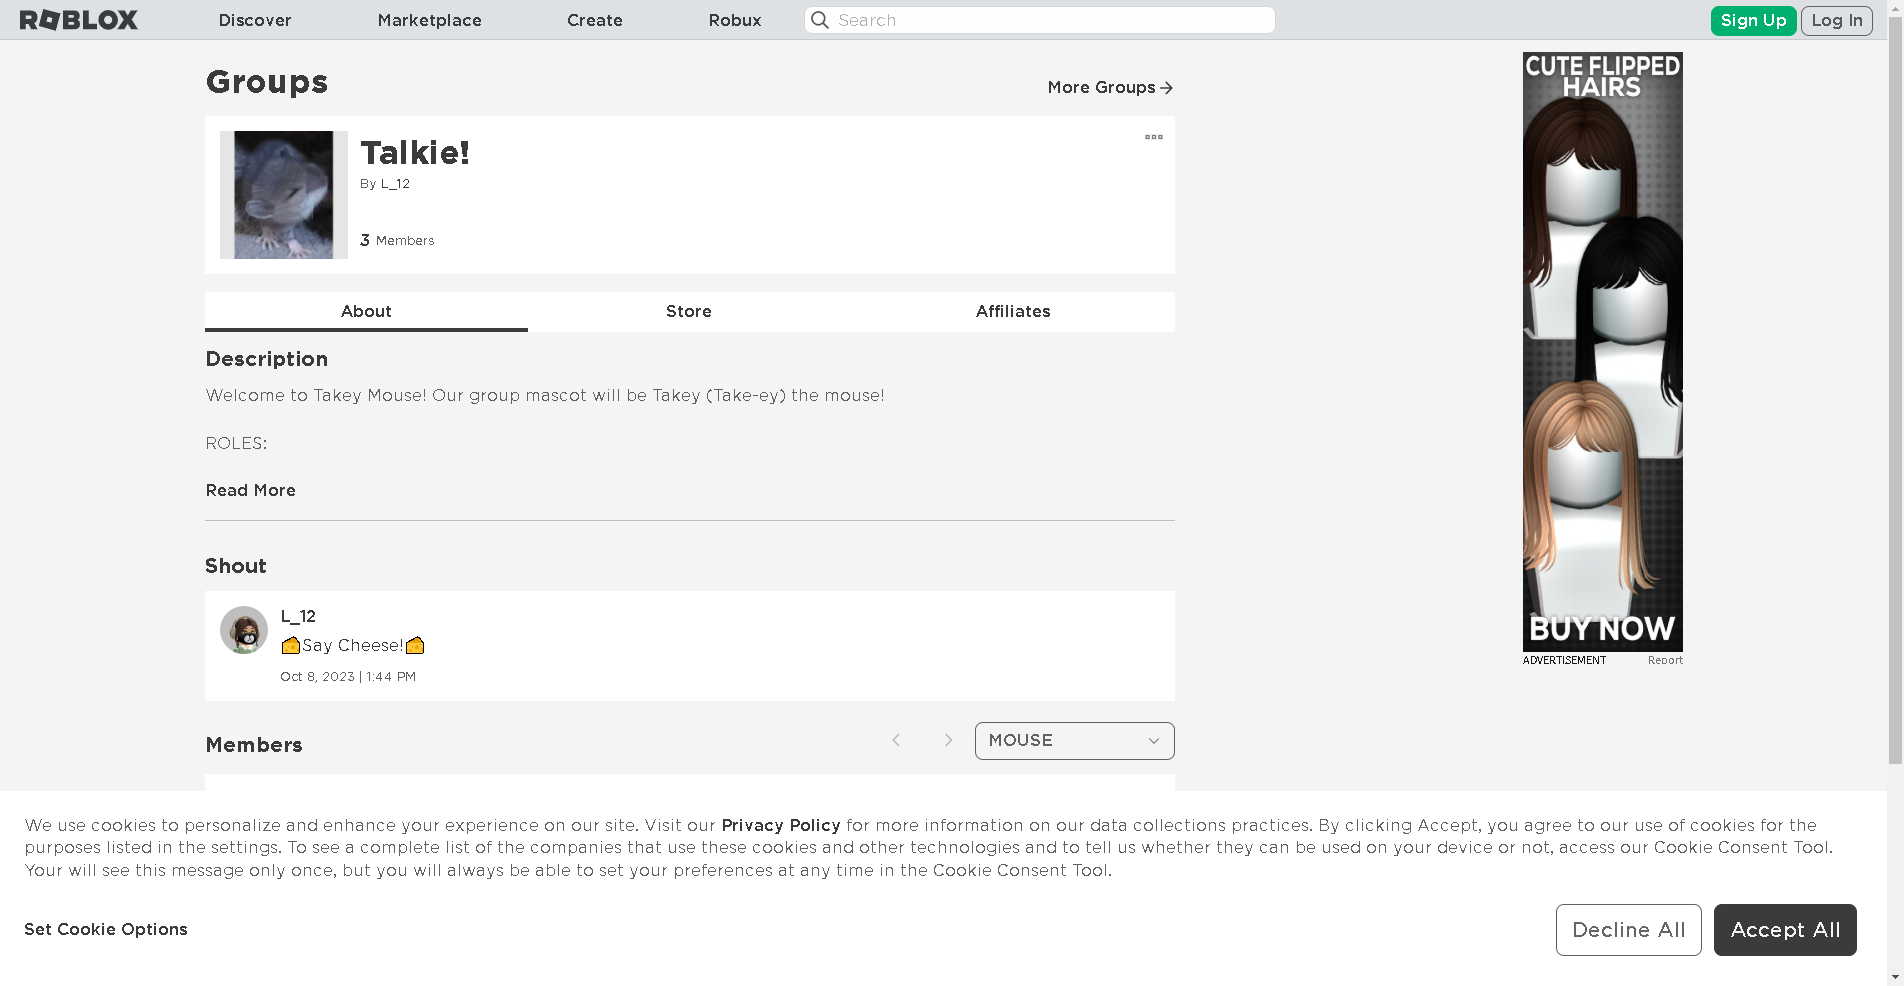 ROBLOX
Discover
Marketplace
Create
Robux
Search
Sign Up
Log In
Groups
More Groups
Talkie!
By L_12
3 Members
About
Store
Affiliates
Description
Welcome to Takey Mouse! Our group mascot will be Takey (Take-ey) the mouse!
ROLES:
Read More
Shout
L_12
🧀Say Cheese!🧀
Oct 8, 2023 | 1:44 PM
Members
MOUSE
CUTE FLIPPED
HAIRS
BUY NOW
ADVERTISEMENT
Report
We use cookies to personalize and enhance your experience on our site. Visit our Privacy Policy for more information on our data collections practices. By clicking Accept, you agree to our use of cookies for the
purposes listed in the settings. To see a complete list of the companies that use these cookies and other technologies and to tell us whether they can be used on your device or not, access our Cookie Consent Tool.
Your will see this message only once, but you will always be able to set your preferences at any time in the Cookie Consent Tool.
Set Cookie Options
Decline All
Accept All